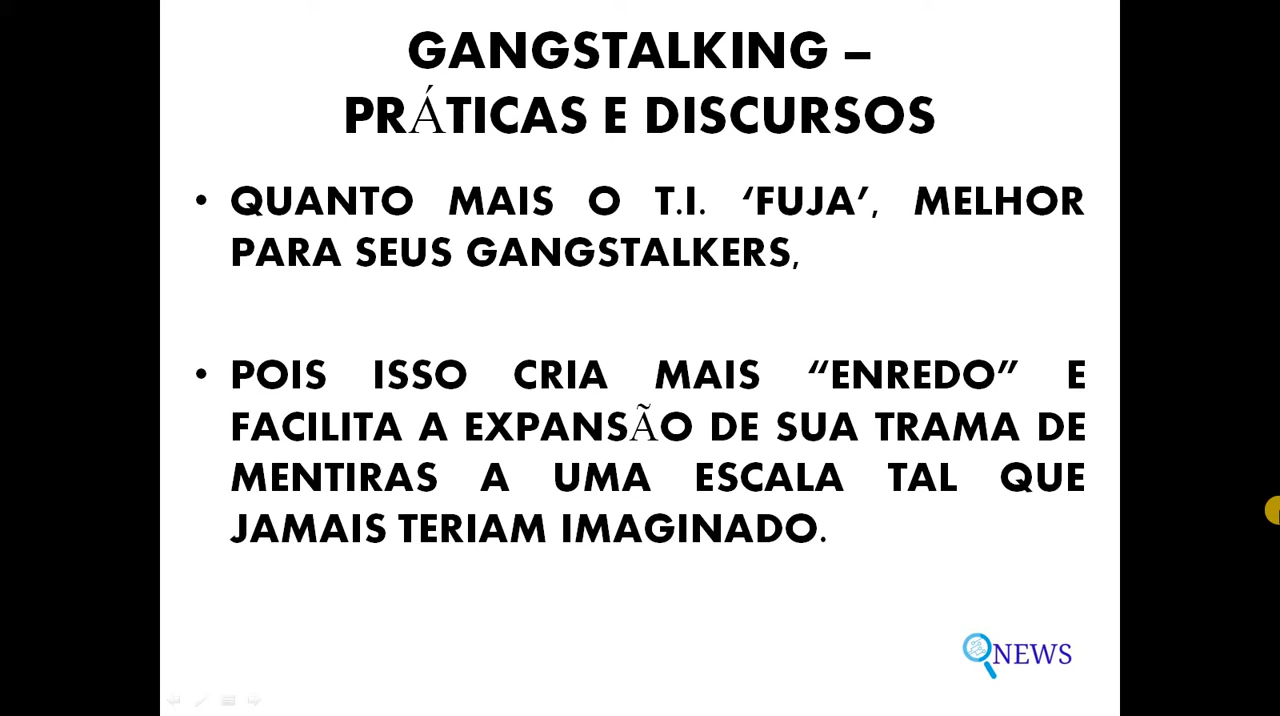 GANGSTALKING –
PRÁTICAS E DISCURSOS
• QUANTO MAIS O T.I. ‘FUJA’, MELHOR
PARA SEUS GANGSTALKERS,
• POIS ISSO CRIA MAIS “ENREDO” E
FACILITA A EXPANSÃO DE SUA TRAMA DE
MENTIRAS A UMA ESCALA TAL QUE
JAMAIS TERIAM IMAGINADO.
NEWS